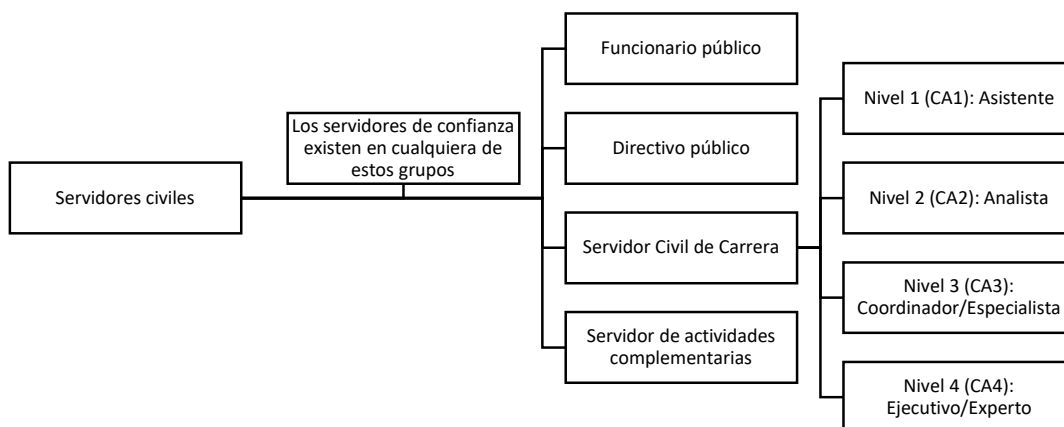 Servidores civiles
Los servidores de confianza
existen en cualquiera de
estos grupos
Funcionario público
Directivo público
Servidor Civil de Carrera
Servidor de actividades
complementarias
Nivel 1 (CA1): Asistente
Nivel 2 (CA2): Analista
Nivel 3 (CA3):
Coordinador/Especialista
Nivel 4 (CA4):
Ejecutivo/Experto